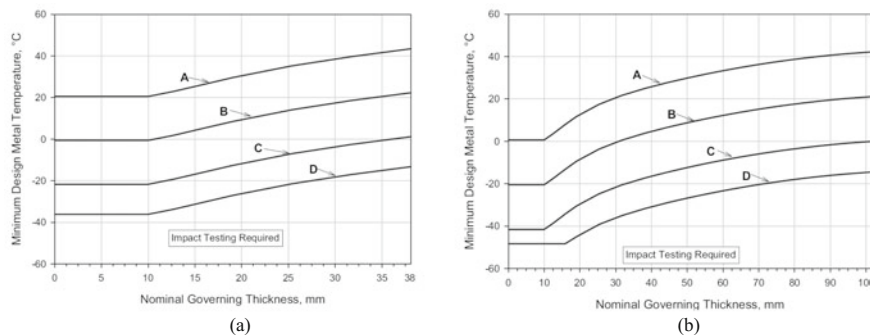 Minimum Design Metal Temperature, °C
60
40
20
0
-20
-40
-60
A
B
C
D
Impact Testing Required
0 5 10 15 20 25 30 35 38
Nominal Governing Thickness, mm
(a)
Minimum Design Metal Temperature, °C
60
40
20
0
-20
-40
-60
A
B
C
D
Impact Testing Required
0 10 20 30 40 50 60 70 80 90 100
Nominal Governing Thickness, mm
(b)